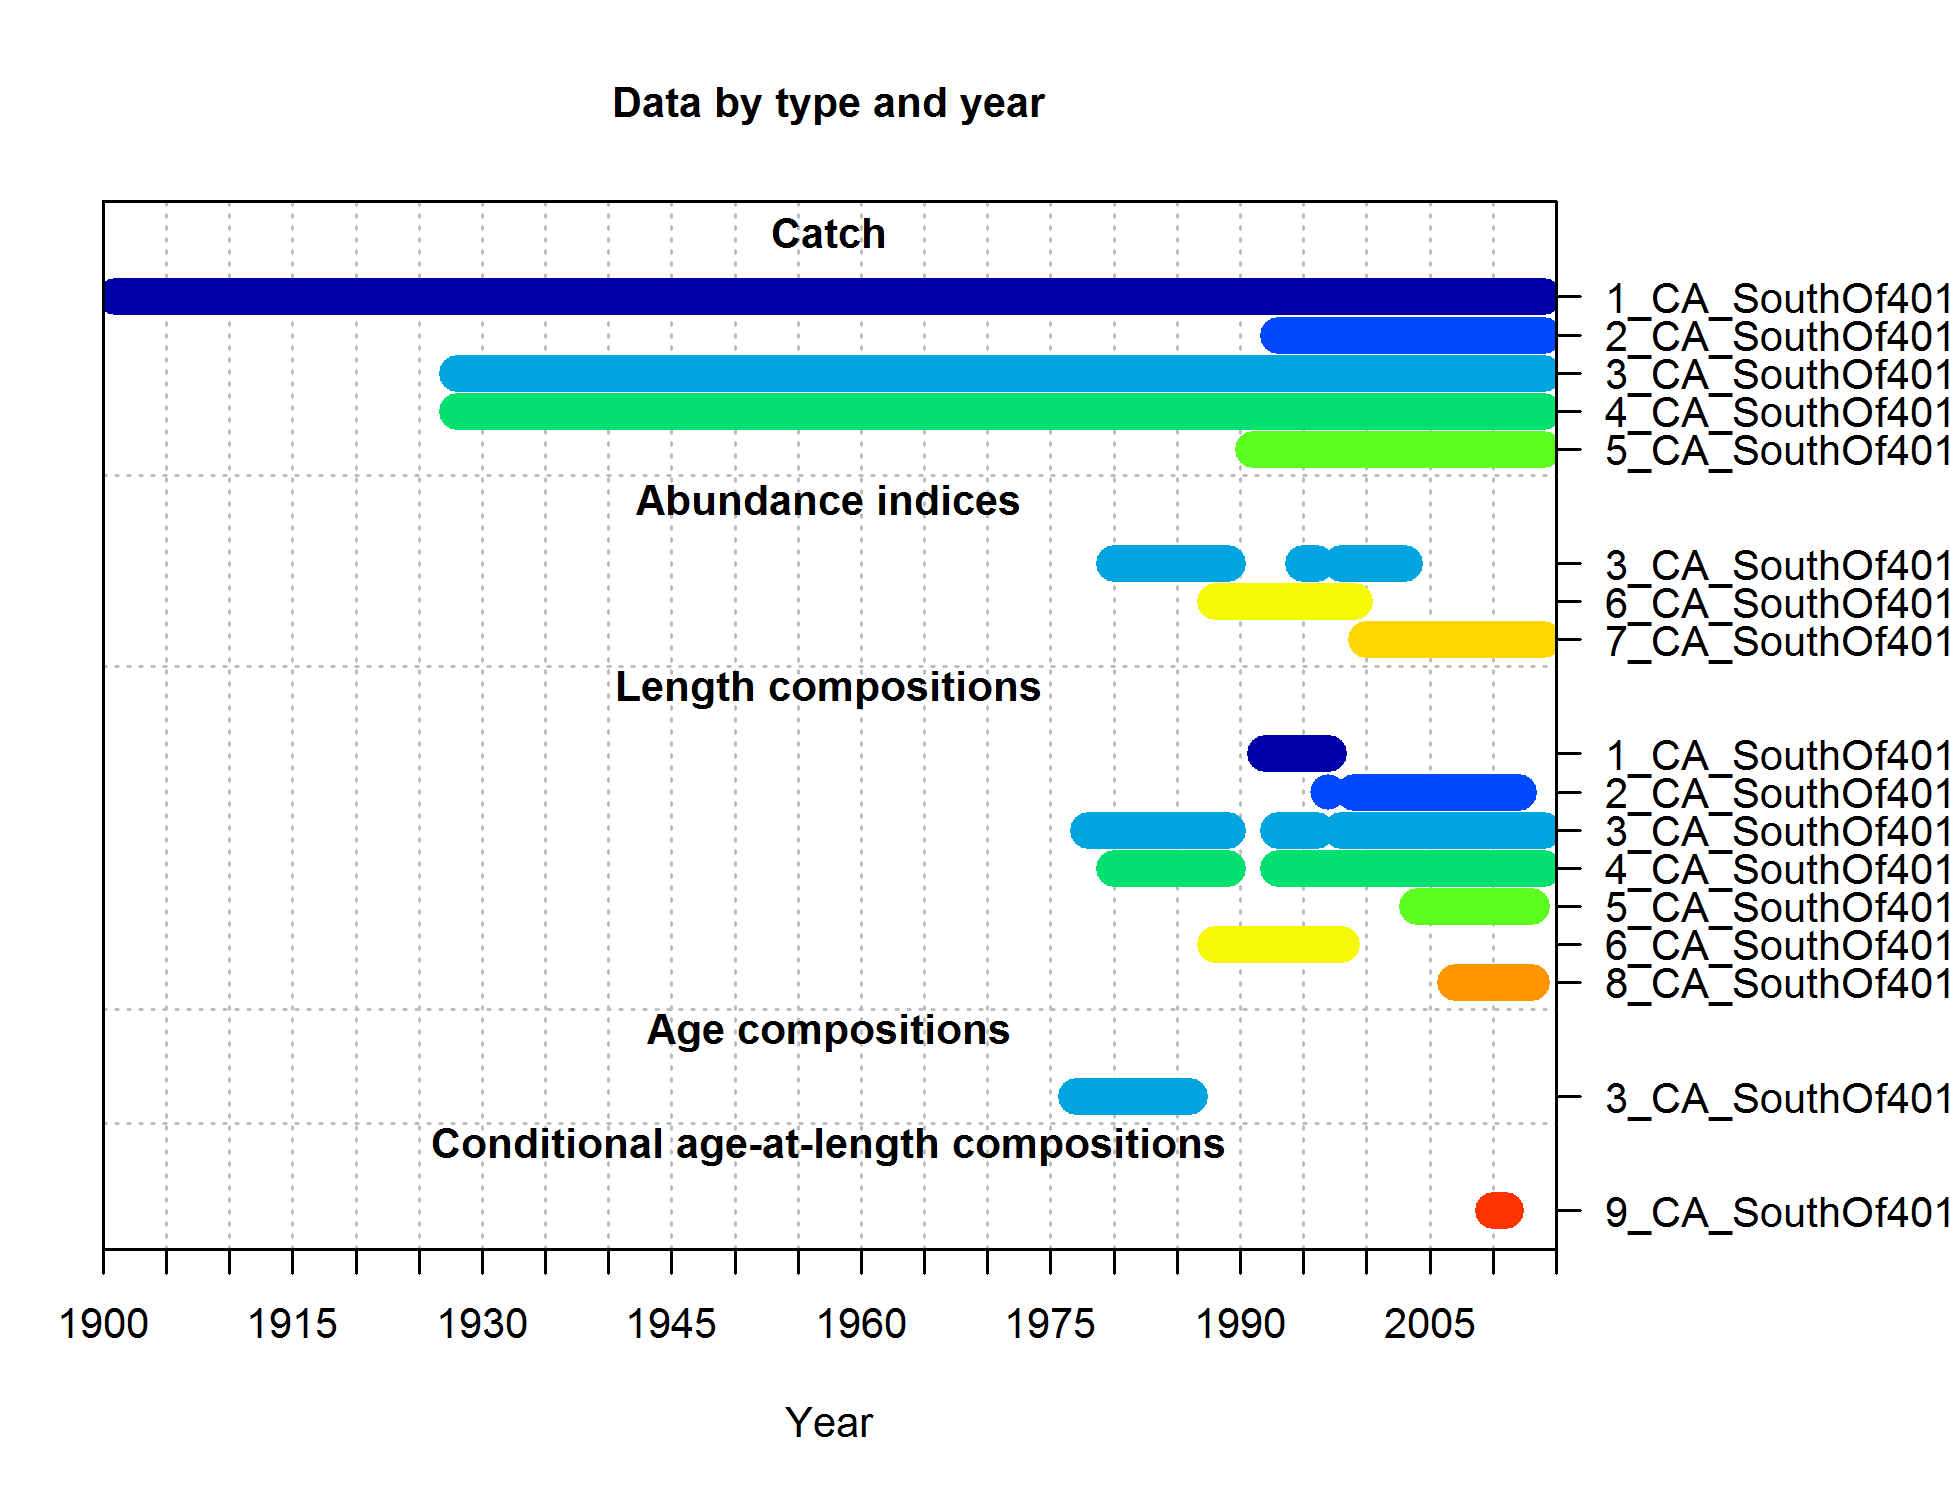 Data by type and year
Catch
1_CA_SouthOf401
2_CA_SouthOf401
3_CA_SouthOf401
4_CA_SouthOf401
5_CA_SouthOf401
Abundance indices
3_CA_SouthOf401
6_CA_SouthOf401
7_CA_SouthOf401
Length compositions
1_CA_SouthOf401
2_CA_SouthOf401
3_CA_SouthOf401
4_CA_SouthOf401
5_CA_SouthOf401
6_CA_SouthOf401
8_CA_SouthOf401
Age compositions
3_CA_SouthOf401
Conditional age-at-length compositions
9_CA_SouthOf401
1900 1915 1930 1945 1960 1975 1990 2005
Year